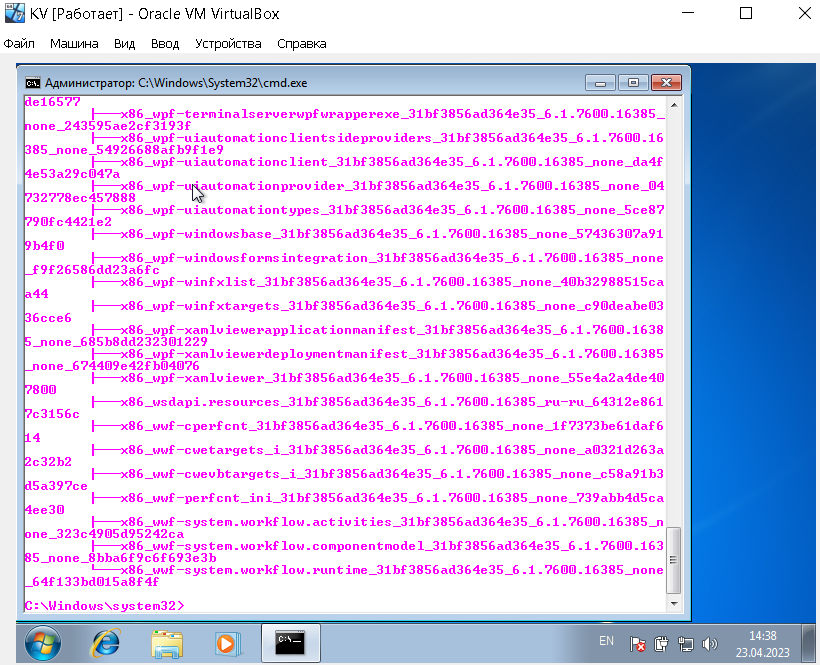 KV [Работает] - Oracle VM VirtualBox
Файл Машина Вид Ввод Устройства Справка
Администратор: C:\Windows\System32\cmd.exe
de16577
├───x86_wpf-terminalserverwpfwrapperexe_31bf3856ad364e35_6.1.7600.16385_
none_243595ae2cf3193f
├───x86_wpf-uiautomationclientsideproviders_31bf3856ad364e35_6.1.7600.16
385_none_54926688afb9f1e9
├───x86_wpf-uiautomationclient_31bf3856ad364e35_6.1.7600.16385_none_da4f
4e53a29c047a
├───x86_wpf-uiautomationprovider_31bf3856ad364e35_6.1.7600.16385_none_04
732778ec457888
├───x86_wpf-uiautomationtypes_31bf3856ad364e35_6.1.7600.16385_none_5ce87
790fc4421e2
├───x86_wpf-windowsbase_31bf3856ad364e35_6.1.7600.16385_none_57436307a91
9b4f0
├───x86_wpf-windowsformsintegration_31bf3856ad364e35_6.1.7600.16385_none
_f9f26586dd23a6fc
├───x86_wpf-winfxlist_31bf3856ad364e35_6.1.7600.16385_none_40b32988515ca
a44
├───x86_wpf-winfxtargets_31bf3856ad364e35_6.1.7600.16385_none_c90deabe03
36cce6
├───x86_wpf-xamlviewerapplicationmanifest_31bf3856ad364e35_6.1.7600.1638
5_none_685b8dd232301229
├───x86_wpf-xamlviewerdeploymentmanifest_31bf3856ad364e35_6.1.7600.16385
_none_674409e42fb04076
├───x86_wpf-xamlviewer_31bf3856ad364e35_6.1.7600.16385_none_55e4a2a4de40
7800
├───x86_wsdapi.resources_31bf3856ad364e35_6.1.7600.16385_ru-ru_64312e861
7c3156c
├───x86_wwf-cperfcnt_31bf3856ad364e35_6.1.7600.16385_none_1f7373be61daf6
14
├───x86_wwf-cwetargets_i_31bf3856ad364e35_6.1.7600.16385_none_a0321d263a
2c32b2
├───x86_wwf-cwevbtargets_i_31bf3856ad364e35_6.1.7600.16385_none_c58a91b3
d5a397ce
├───x86_wwf-perfcnt_ini_31bf3856ad364e35_6.1.7600.16385_none_739abb4d5ca
4ee30
├───x86_wwf-system.workflow.activities_31bf3856ad364e35_6.1.7600.16385_n
one_323c4905d95242ca
├───x86_wwf-system.workflow.componentmodel_31bf3856ad364e35_6.1.7600.163
85_none_8bba6f9c6f693e3b
└───x86_wwf-system.workflow.runtime_31bf3856ad364e35_6.1.7600.16385_none
_64f133bd015a8f4f
C:\Windows\system32>
EN
14:38
23.04.2023